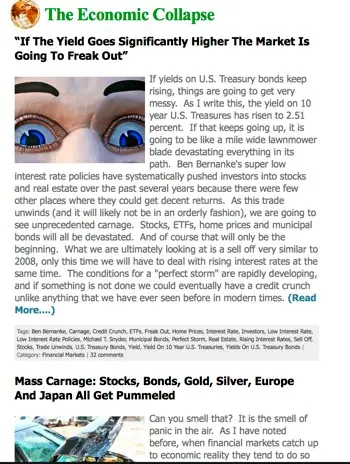 The Economic Collapse
“If The Yield Goes Significantly Higher The Market Is
Going To Freak Out”
If yields on U.S. Treasury bonds keep
rising, things are going to get very
messy. As I write this, the yield on 10
year U.S. Treasures has risen to 2.51
percent. If that keeps going up, it is
going to be like a mile wide lawnmower
blade devastating everything in its
path. Ben Bernanke's super low
interest rate policies have systematically pushed investors into stocks
and real estate over the past several years because there were few
other places where they could get decent returns. As this trade
unwinds (and it will likely not be in an orderly fashion), we are going to
see unprecedented carnage. Stocks, ETFs, home prices and municipal
bonds will all be devastated. And of course that will only be the
beginning. What we are ultimately looking at is a sell off very similar to
2008, only this time we will have to deal with rising interest rates at the
same time. The conditions for a "perfect storm" are rapidly developing,
and if something is not done we could eventually have a credit crunch
unlike anything that we have ever seen before in modern times. (Read
More....)
Tags: Ben Bernanke, Carnage, Credit Crunch, ETFs, Freak Out, Home Prices, Interest Rate, Investors, Low Interest Rate,
Low Interest Rate Policies, Michael T. Snyder, Municipal Bonds, Perfect Storm, Real Estate, Rising Interest Rates, Sell Off,
Stocks, Trade Unwinds, U.S. Treasury Bonds, Yield, Yield On 10 Year U.S. Treasuries, Yields On U.S. Treasury Bonds |
Category: Financial Markets | 32 comments
Mass Carnage: Stocks, Bonds, Gold, Silver, Europe
And Japan All Get Pummeled
Can you smell that? It is the smell of
panic in the air. As I have noted
before, when financial markets catch up
to economic reality they tend to do so